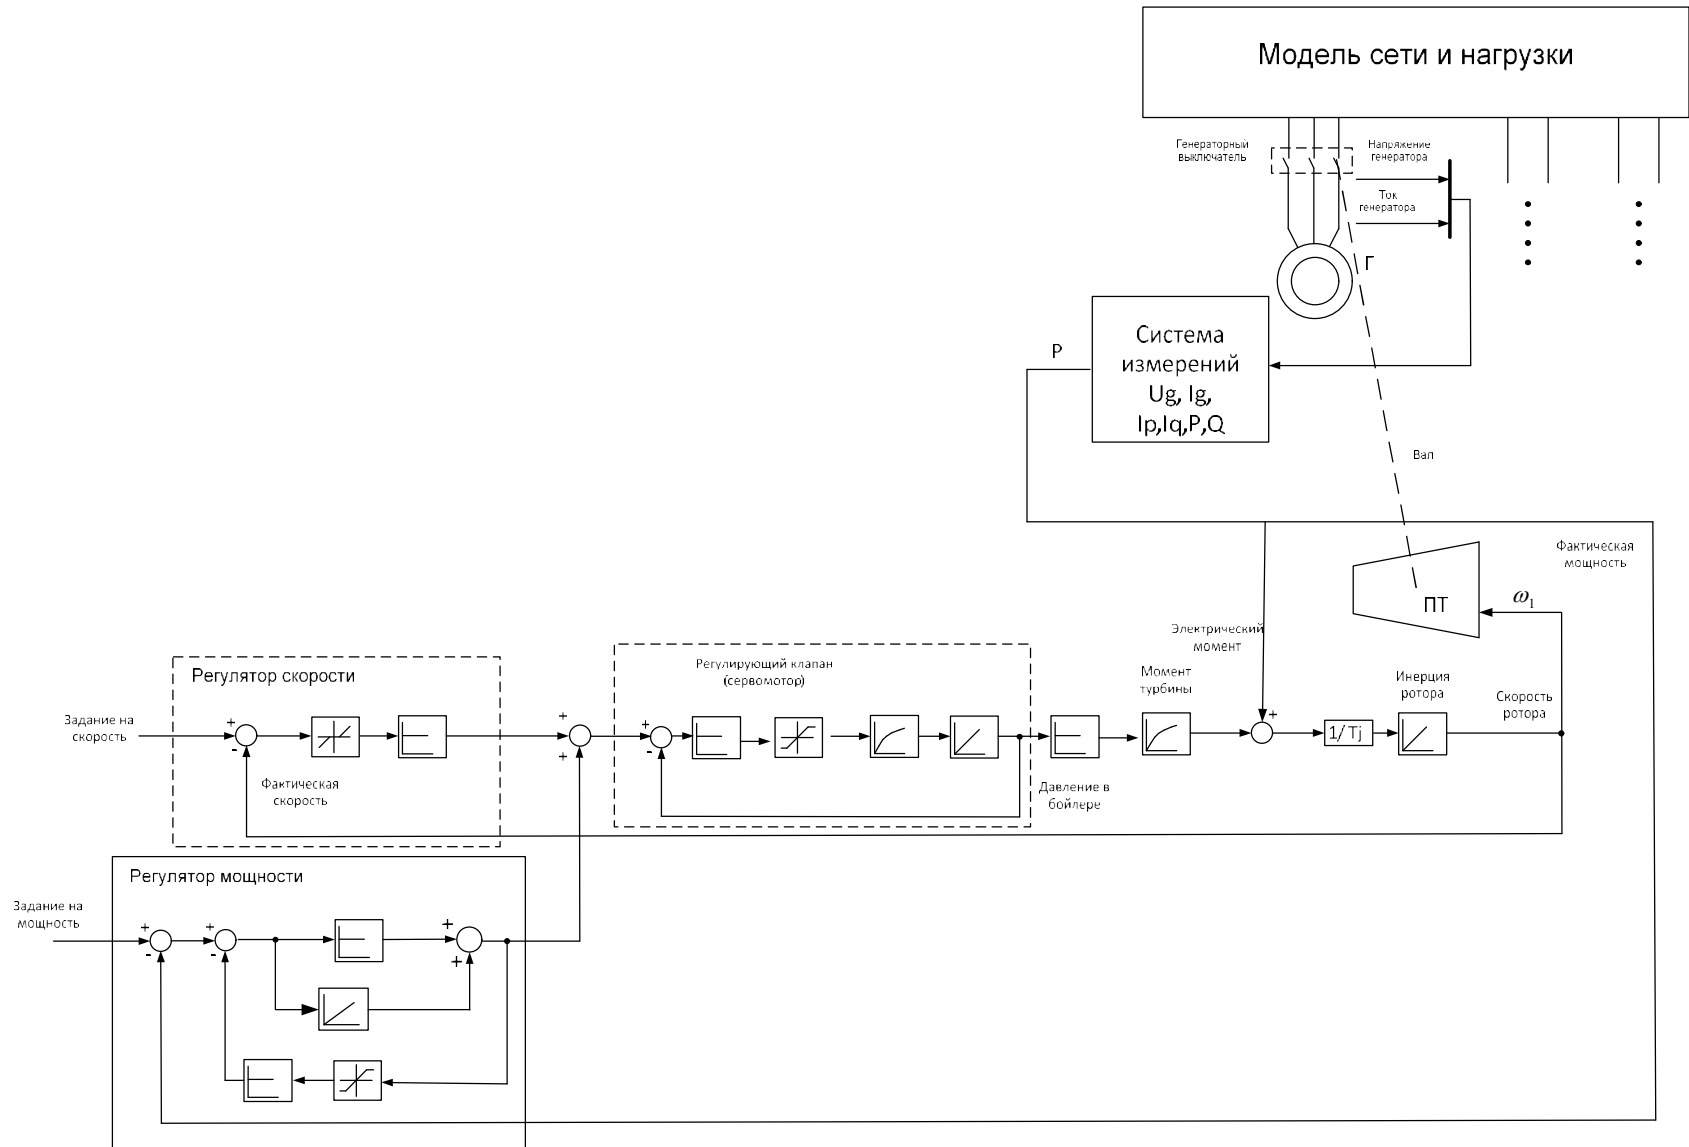 Модель сети и нагрузки
Генераторный
выключатель
Напряжение
генератора
Ток
генератора
Г
Система
измерений
Ug, Ig,
Ip,Iq,P,Q
P
Вал
Фактическая
мощность
ПТ
ω1
Электрический
момент
Регулятор скорости
Регулирующий клапан
(сервомотор)
Момент
турбины
Инерция
ротора
Скорость
ротора
Задание на
скорость
+
-
+
+
+
-
+
1/ Tj
Фактическая
скорость
Давление в
бойлере
Регулятор мощности
Задание на
мощность
+
-
+
-
+
+